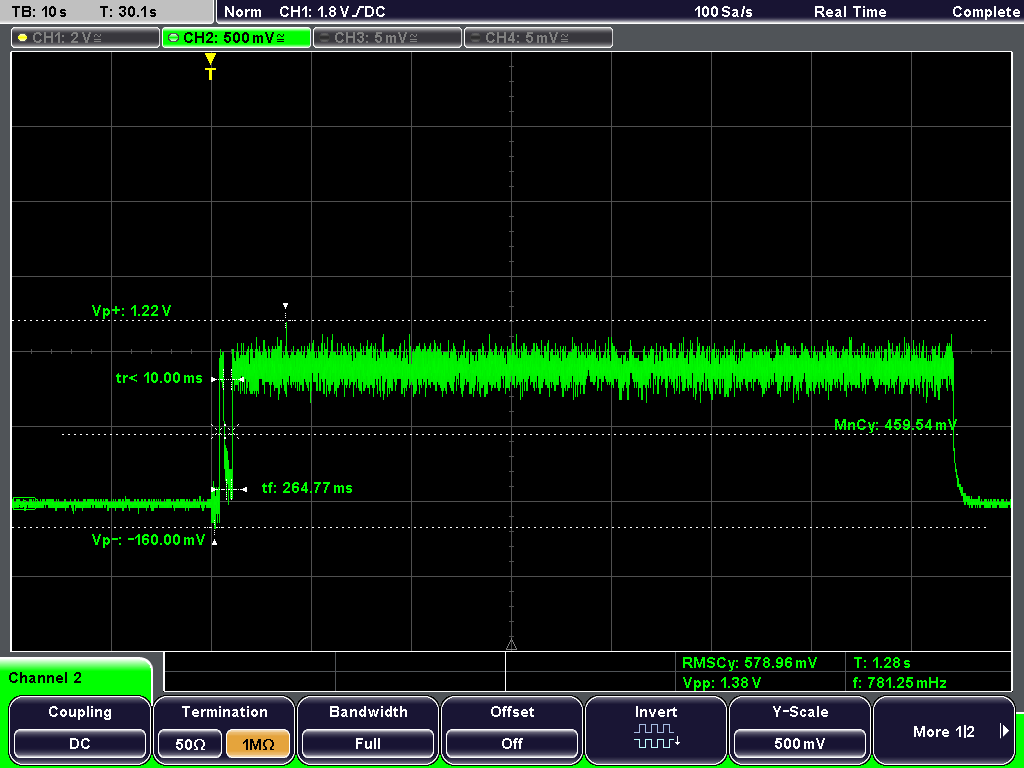 TB: 10 s T: 30.1 s Norm CH1: 1.8 V DC 100 Sa/s Real Time Complete
CH1: 2 V≅ CH2: 500 mV≅ CH3: 5 mV≅ CH4: 5 mV≅
T
Vp+: 1.22 V
tr< 10.00 ms
MnCy: 459.54 mV
tf: 264.77 ms
Vp-: -160.00 mV
RMSCy: 578.96 mV T: 1.28 s
Vpp: 1.38 V f: 781.25 mHz
Channel 2
Coupling Termination Bandwidth Offset Invert Y-Scale More 1|2
DC 50Ω 1MΩ Full Off 500 mV